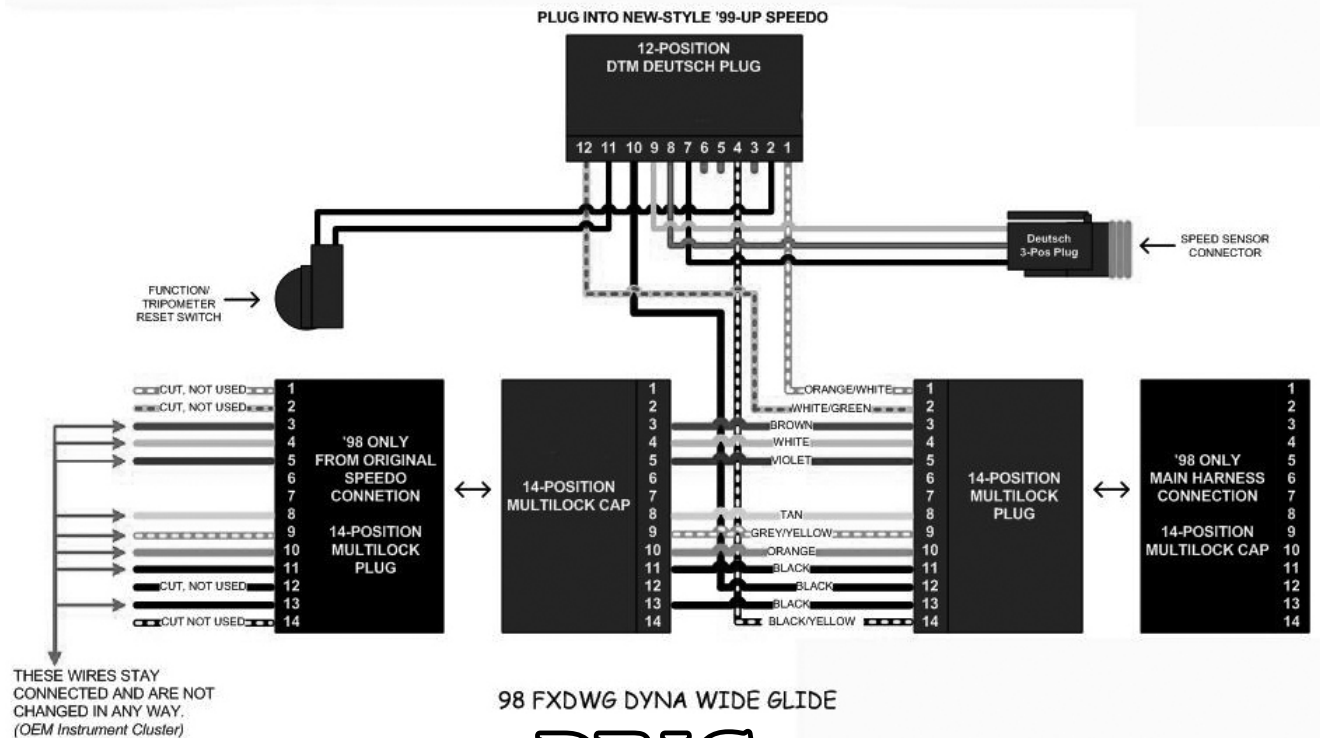 PLUG INTO NEW-STYLE '99-UP SPEEDO
12-POSITION
DTM DEUTSCH PLUG
12 11 10 9 8 7 6 5 4 3 2 1
Deutsch
3-Pos Plug
SPEED SENSOR
CONNECTOR
FUNCTION/
TRIPOMETER
RESET SWITCH
CUT, NOT USED
CUT, NOT USED
CUT, NOT USED
CUT NOT USED
1
2
3
4
5
6
7
8
9
10
11
12
13
14
'98 ONLY
FROM ORIGINAL
SPEEDO
CONNETION
14-POSITION
MULTILOCK
PLUG
14-POSITION
MULTILOCK CAP
1
2
3
4
5
6
7
8
9
10
11
12
13
14
ORANGE/WHITE
WHITE/GREEN
BROWN
WHITE
VIOLET
TAN
GREY/YELLOW
ORANGE
BLACK
BLACK
BLACK
BLACK/YELLOW
1
2
3
4
5
6
7
8
9
10
11
12
13
14
14-POSITION
MULTILOCK
PLUG
'98 ONLY
MAIN HARNESS
CONNECTION
14-POSITION
MULTILOCK CAP
1
2
3
4
5
6
7
8
9
10
11
12
13
14
THESE WIRES STAY
CONNECTED AND ARE NOT
CHANGED IN ANY WAY.
(OEM Instrument Cluster)
98 FXDWG DYNA WIDE GLIDE